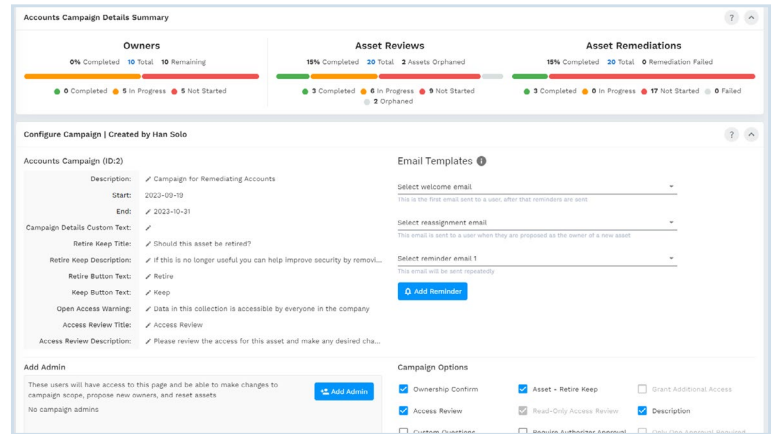 Accounts Campaign Details Summary
?
Owners
0% Completed 10 Total 10 Remaining
0 Completed 5 In Progress 5 Not Started
Asset Reviews
15% Completed 20 Total 2 Assets Orphaned
3 Completed 6 In Progress 9 Not Started
2 Orphaned
Asset Remediations
15% Completed 20 Total 0 Remediation Failed
3 Completed 0 In Progress 17 Not Started 0 Failed
Configure Campaign | Created by Han Solo
?
Accounts Campaign (ID:2)
Description: Campaign for Remediating Accounts
Start: 2023-09-19
End: 2023-10-31
Campaign Details Custom Text:
Retire Keep Title: Should this asset be retired?
Retire Keep Description: If this is no longer useful you can help improve security by removi...
Retire Button Text: Retire
Keep Button Text: Keep
Open Access Warning: Data in this collection is accessible by everyone in the company
Access Review Title: Access Review
Access Review Description: Please review the access for this asset and make any desired cha...
Email Templates
Select welcome email
This is the first email sent to a user, after that reminders are sent
Select reassignment email
This email is sent to a user when they are proposed as the owner of a new asset
Select reminder email 1
This email will be sent repeatedly
Add Reminder
Add Admin
These users will have access to this page and be able to make changes to
campaign scope, propose new owners, and reset assets
No campaign admins
Add Admin
Campaign Options
Ownership Confirm Asset - Retire Keep Grant Additional Access
Access Review Read-Only Access Review Description
Custom Questions Require Authorizer Approval Only One Approval Required